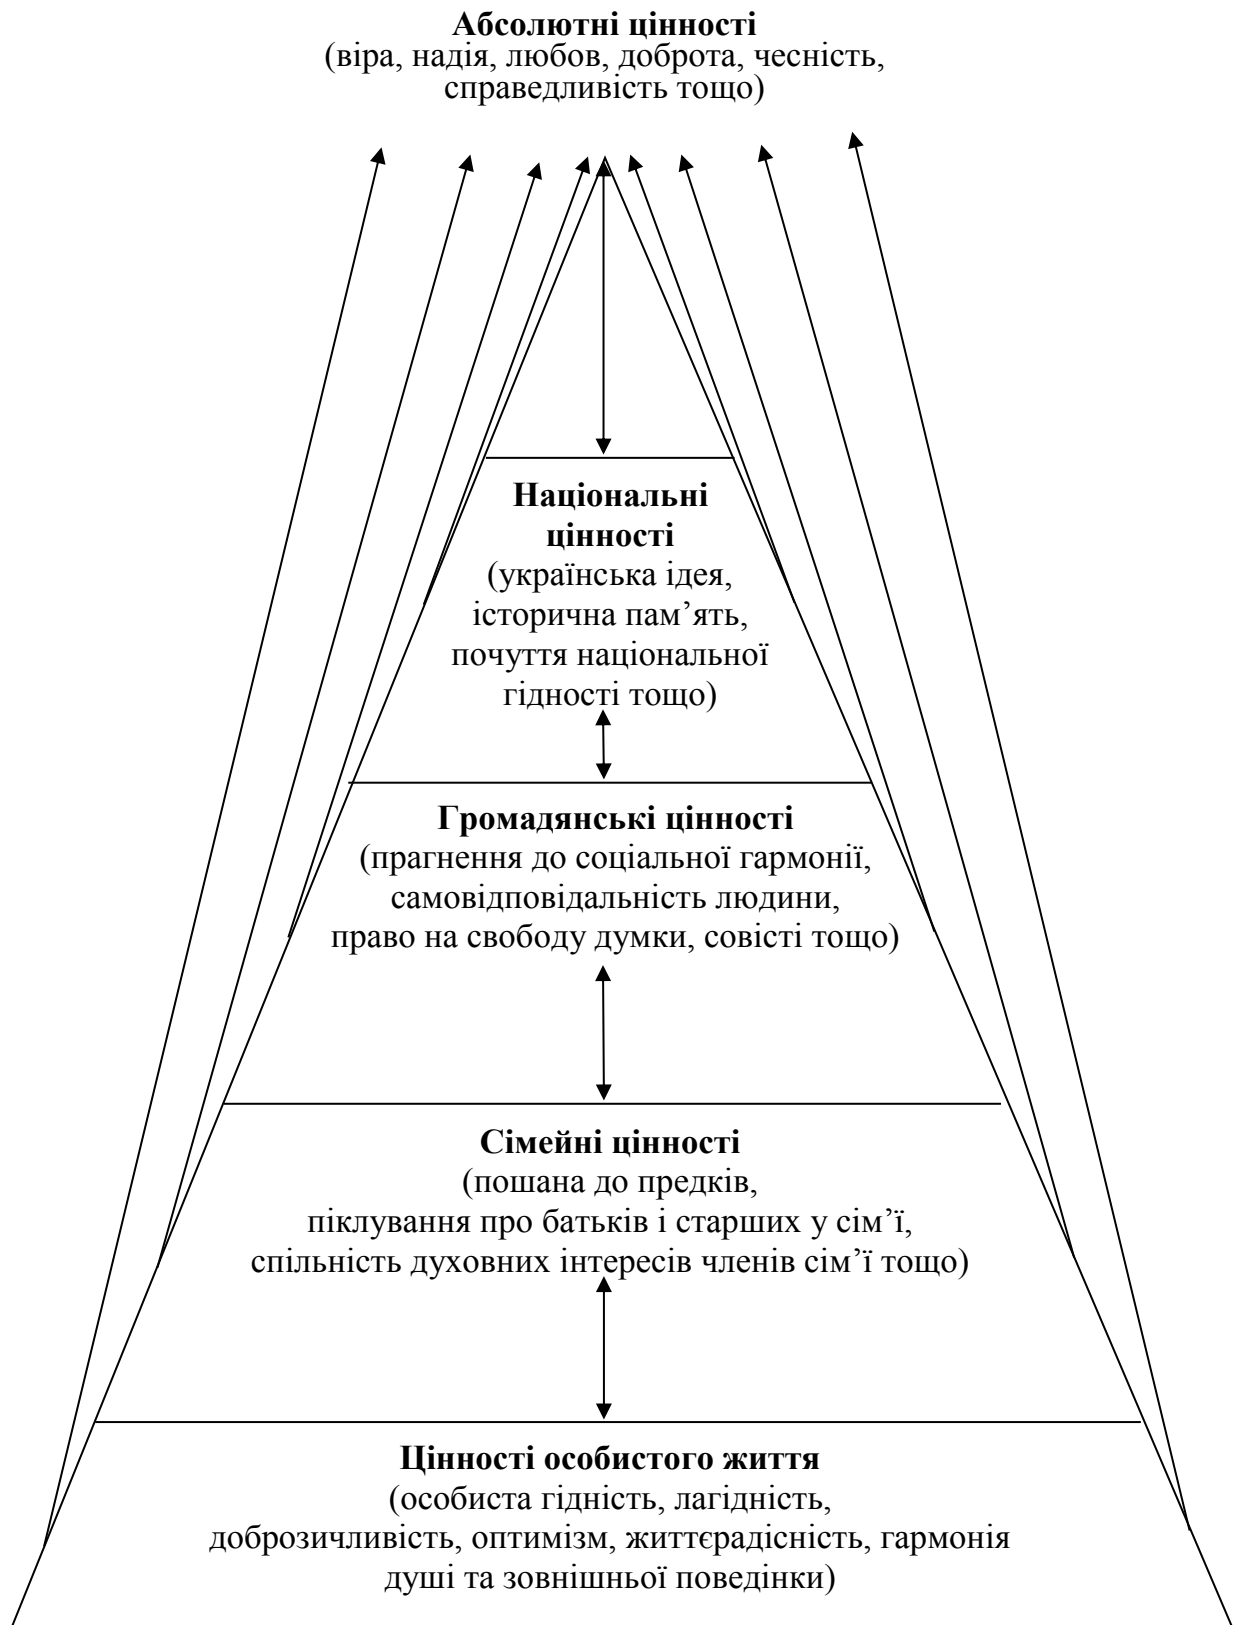 Абсолютні цінності
(віра, надія, любов, доброта, чесність,
справедливість тощо)
Національні
цінності
(українська ідея,
історична пам’ять,
почуття національної
гідності тощо)
Громадянські цінності
(прагнення до соціальної гармонії,
самовідповідальність людини,
право на свободу думки, совісті тощо)
Сімейні цінності
(пошана до предків,
піклування про батьків і старших у сім’ї,
спільність духовних інтересів членів сім’ї тощо)
Цінності особистого життя
(особиста гідність, лагідність,
доброзичливість, оптимізм, життєрадісність, гармонія
душі та зовнішньої поведінки)